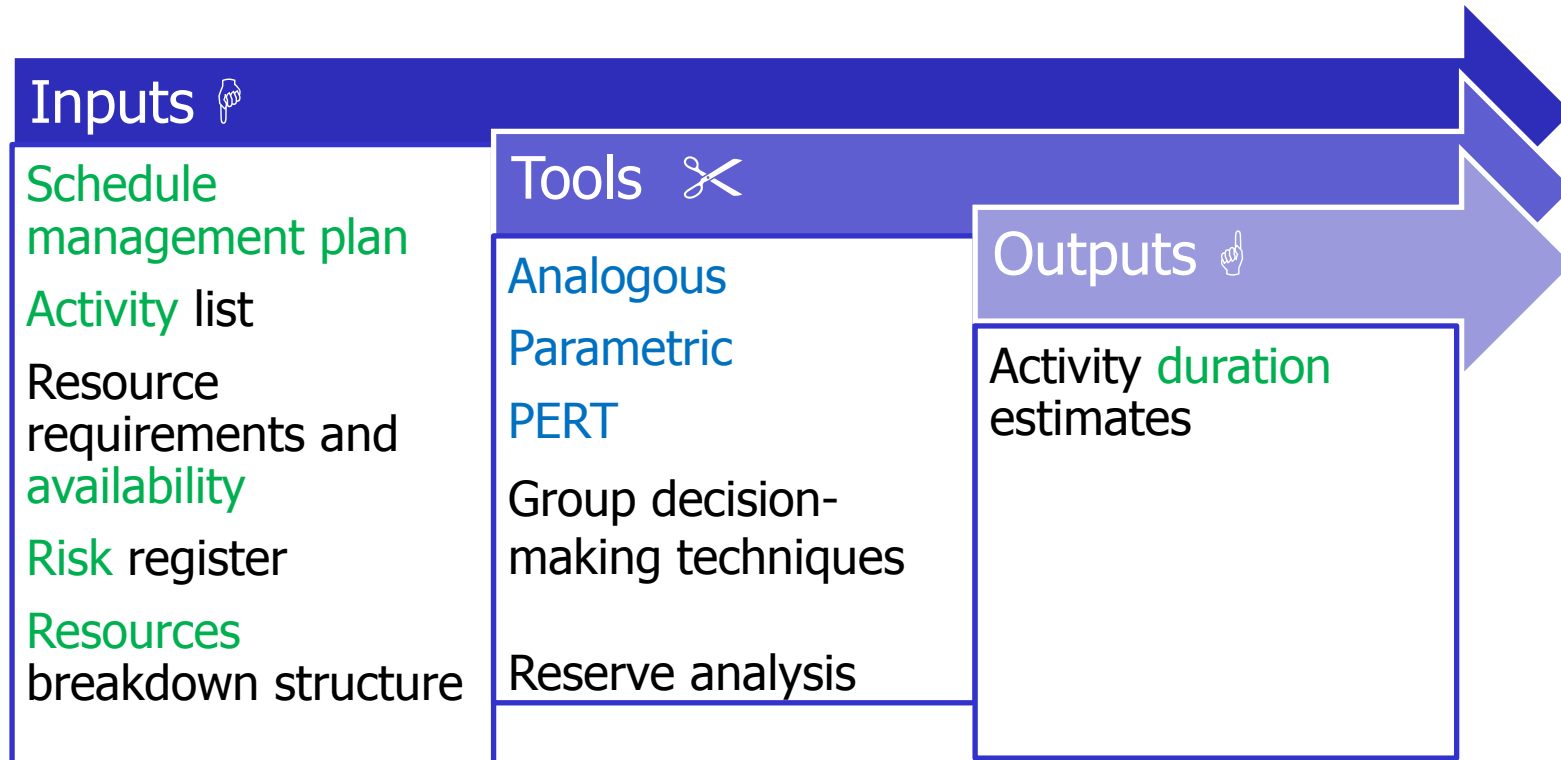 Inputs
Schedule
management plan
Activity list
Resource
requirements and
availability
Risk register
Resources
breakdown structure
Tools
Analogous
Parametric
PERT
Group decision-
making techniques
Reserve analysis
Outputs
Activity duration
estimates